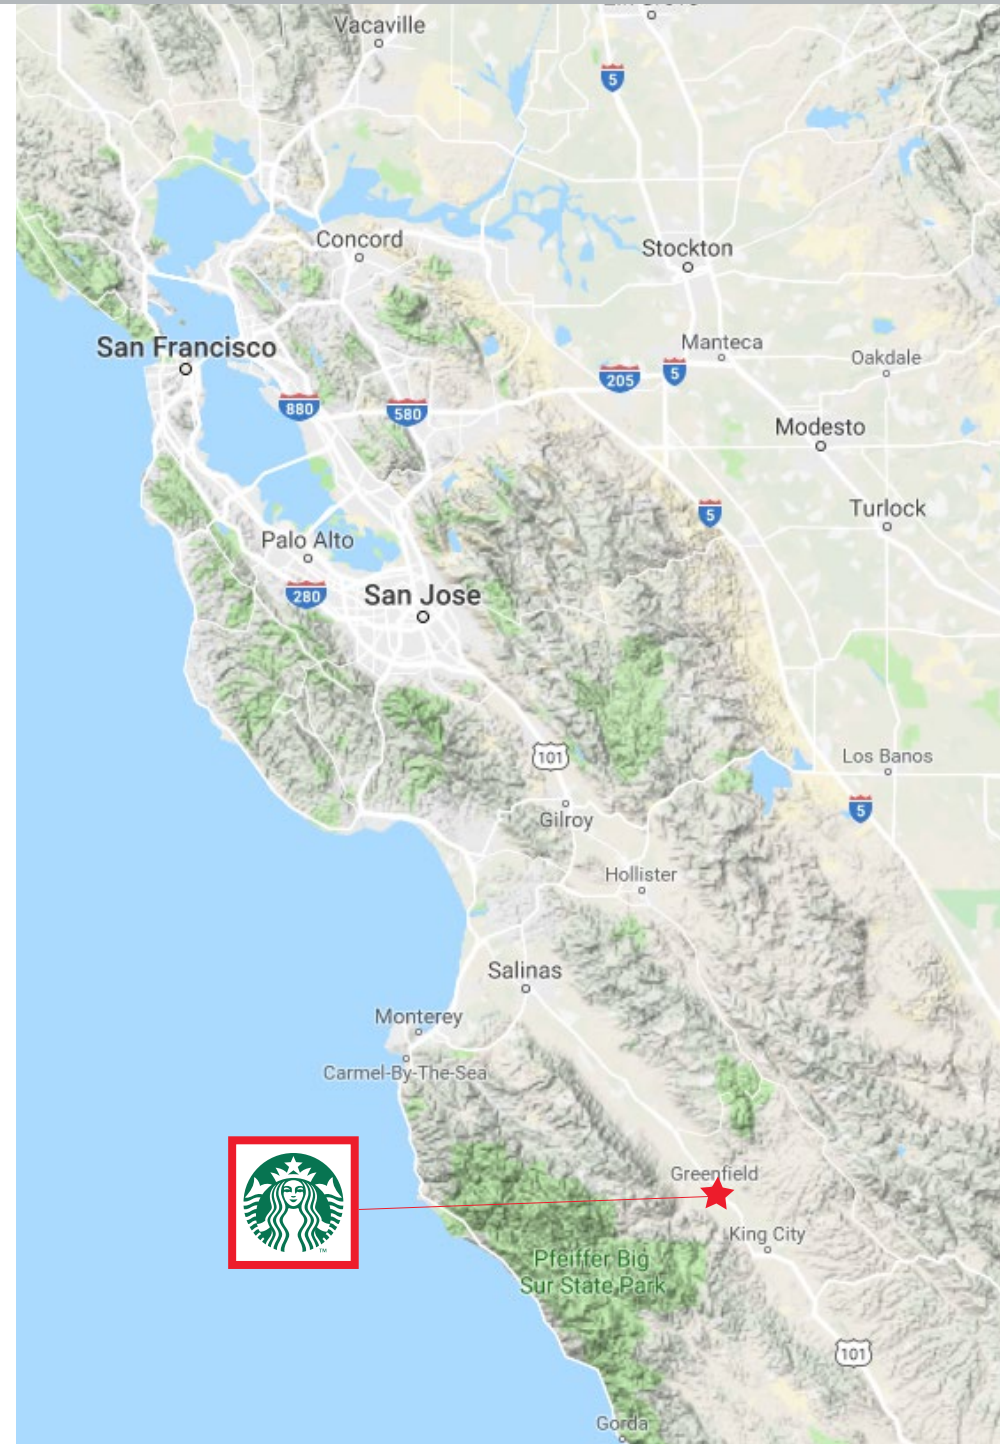 Vacaville
5
Concord
Stockton
San Francisco
Manteca
Oakdale
205
5
880
580
Modesto
5
Turlock
Palo Alto
280
San Jose
101
Los Banos
5
Gilroy
Hollister
Salinas
Monterey
Carmel-By-The-Sea
Greenfield
TM
King City
Pfeiffer Big
Sur State Park
101
Gorda